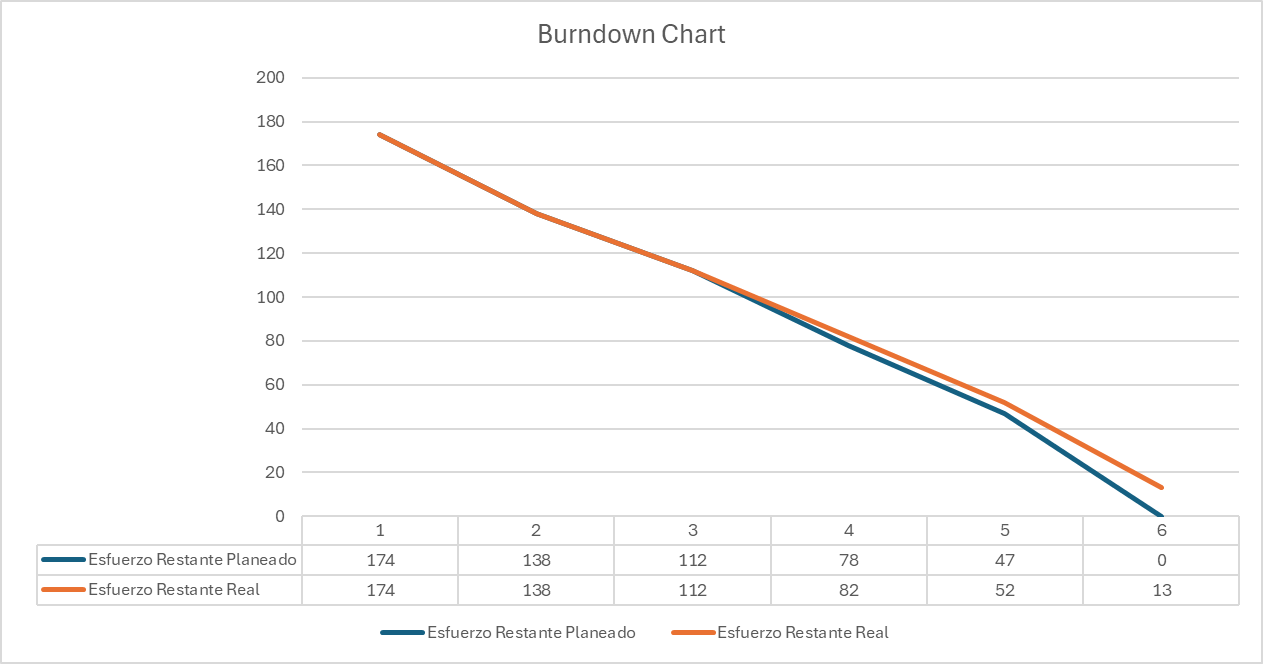 Burndown Chart
200
180
160
140
120
100
80
60
40
20
0
1 2 3 4 5 6
Esfuerzo Restante Planeado 174 138 112 78 47 0
Esfuerzo Restante Real 174 138 112 82 52 13
Esfuerzo Restante Planeado Esfuerzo Restante Real